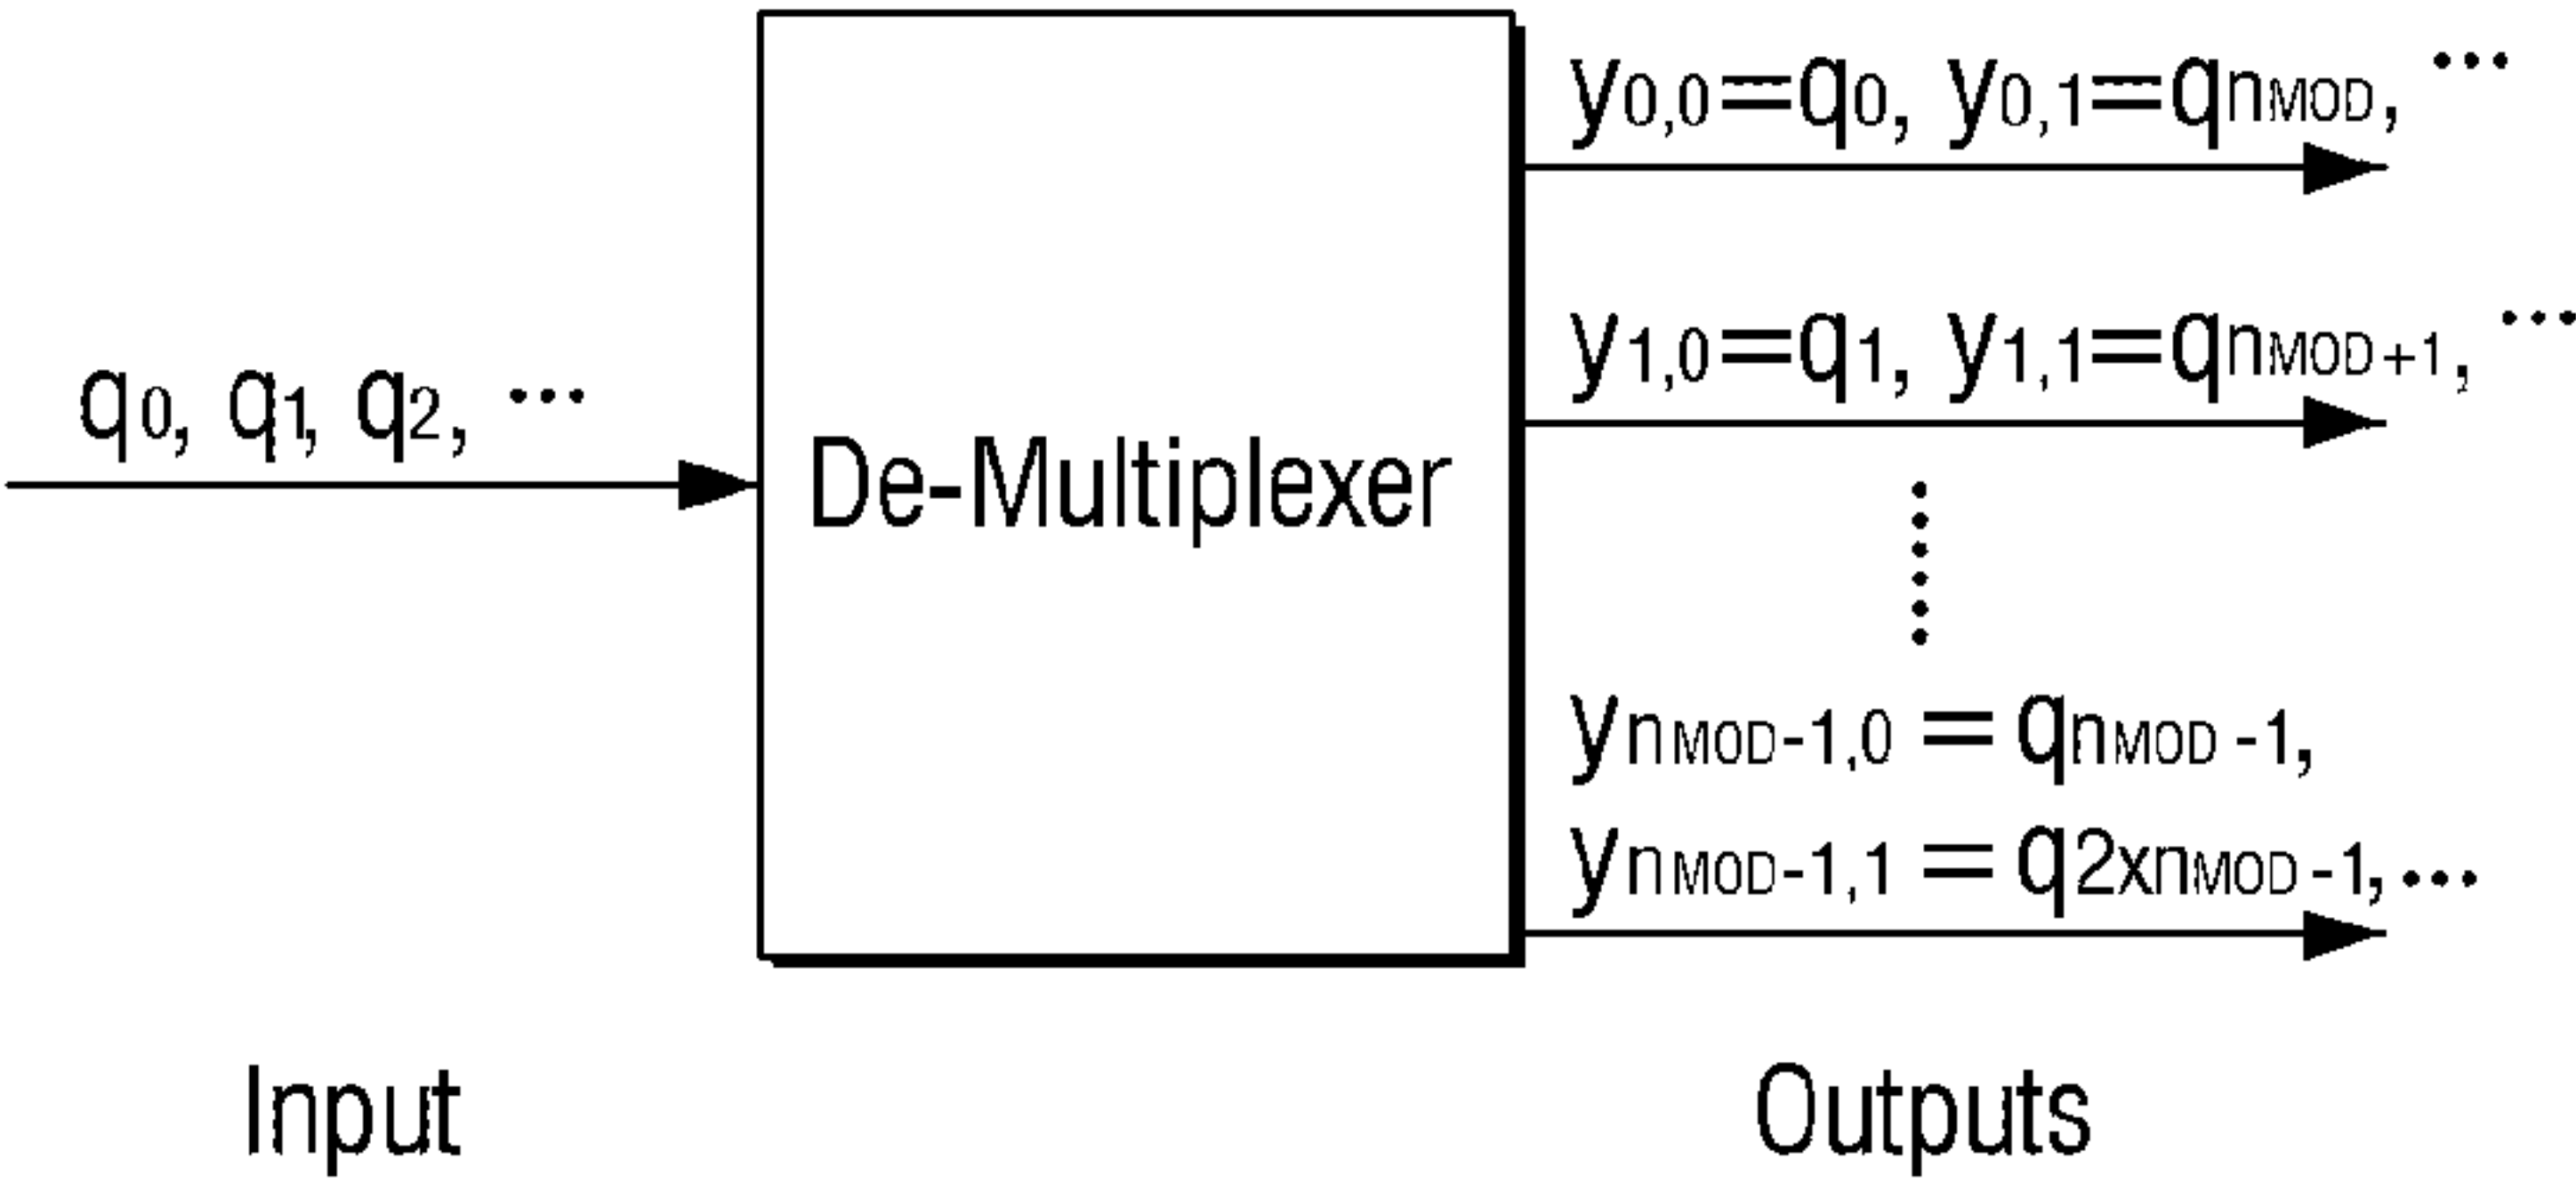 y0,0=q0, y0,1=qnMOD, ...
y1,0=q1, y1,1=qnMOD+1, ...
q0, q1, q2, ...
De-Multiplexer
ynMOD-1,0 = qnMOD-1,
ynMOD-1,1 = q2xnMOD-1, ...
Input
Outputs